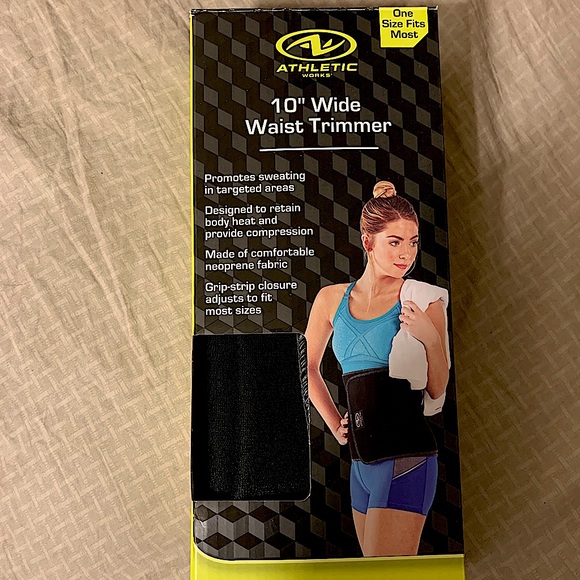 One
Size Fits
Most
ATHLETIC
WORKS
10" Wide
Waist Trimmer
Promotes sweating
in targeted areas
Designed to retain
body heat and
provide compression
Made of comfortable
neoprene fabric
Grip-strip closure
adjusts to fit
most sizes